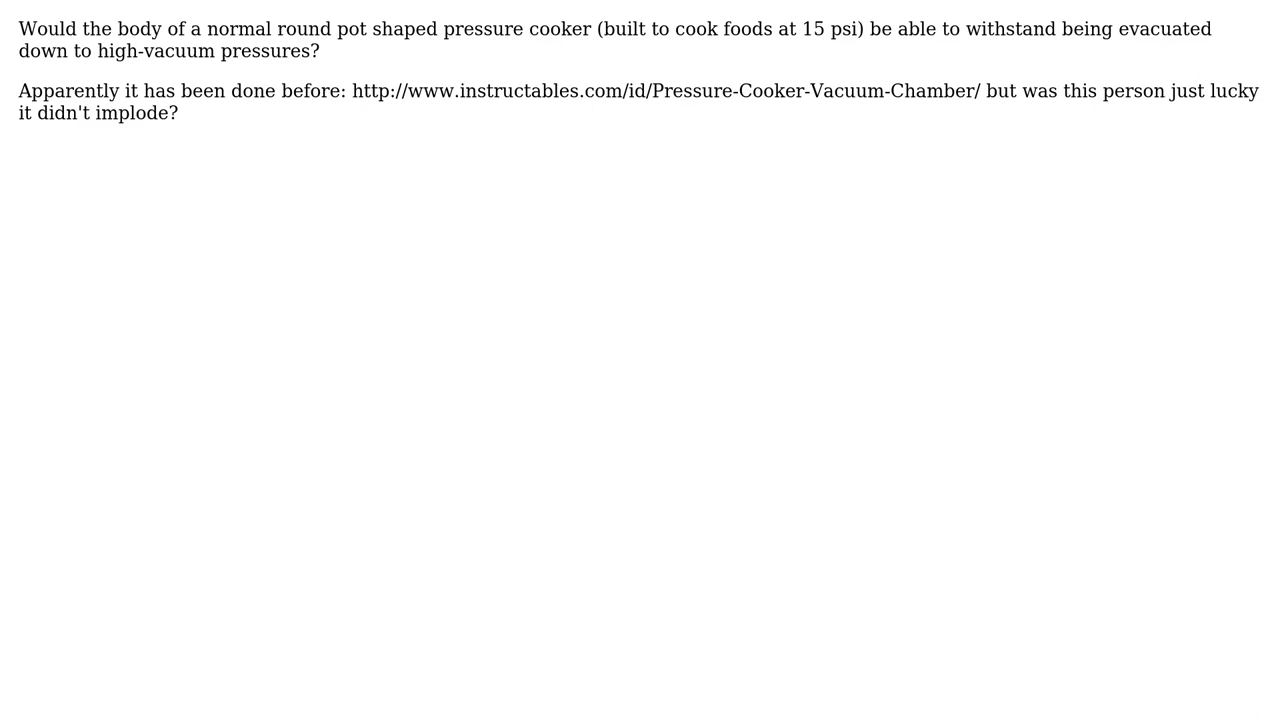 Would the body of a normal round pot shaped pressure cooker (built to cook foods at 15 psi) be able to withstand being evacuated
down to high-vacuum pressures?
Apparently it has been done before: http://www.instructables.com/id/Pressure-Cooker-Vacuum-Chamber/ but was this person just lucky
it didn't implode?